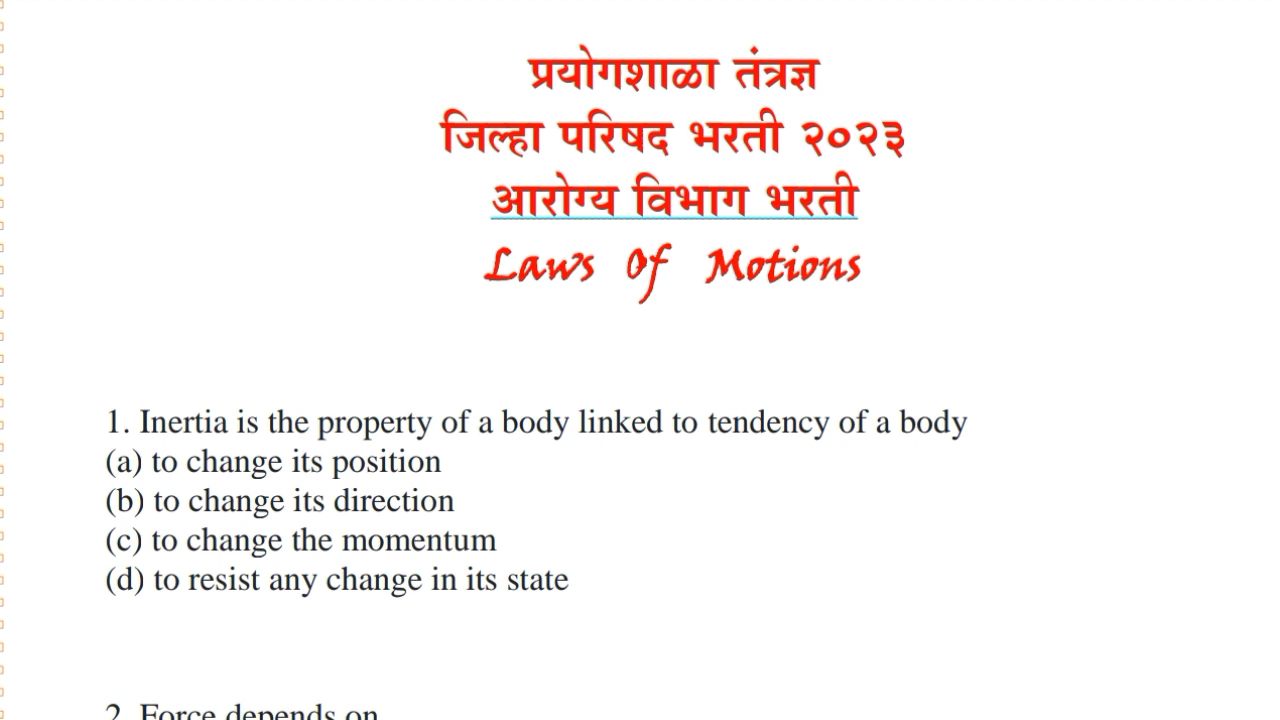 प्रयोगशाळा तंत्रज्ञ
जिल्हा परिषद भरती २०२३
आरोग्य विभाग भरती
Laws Of Motions
1. Inertia is the property of a body linked to tendency of a body
(a) to change its position
(b) to change its direction
(c) to change the momentum
(d) to resist any change in its state
2. Force depends on